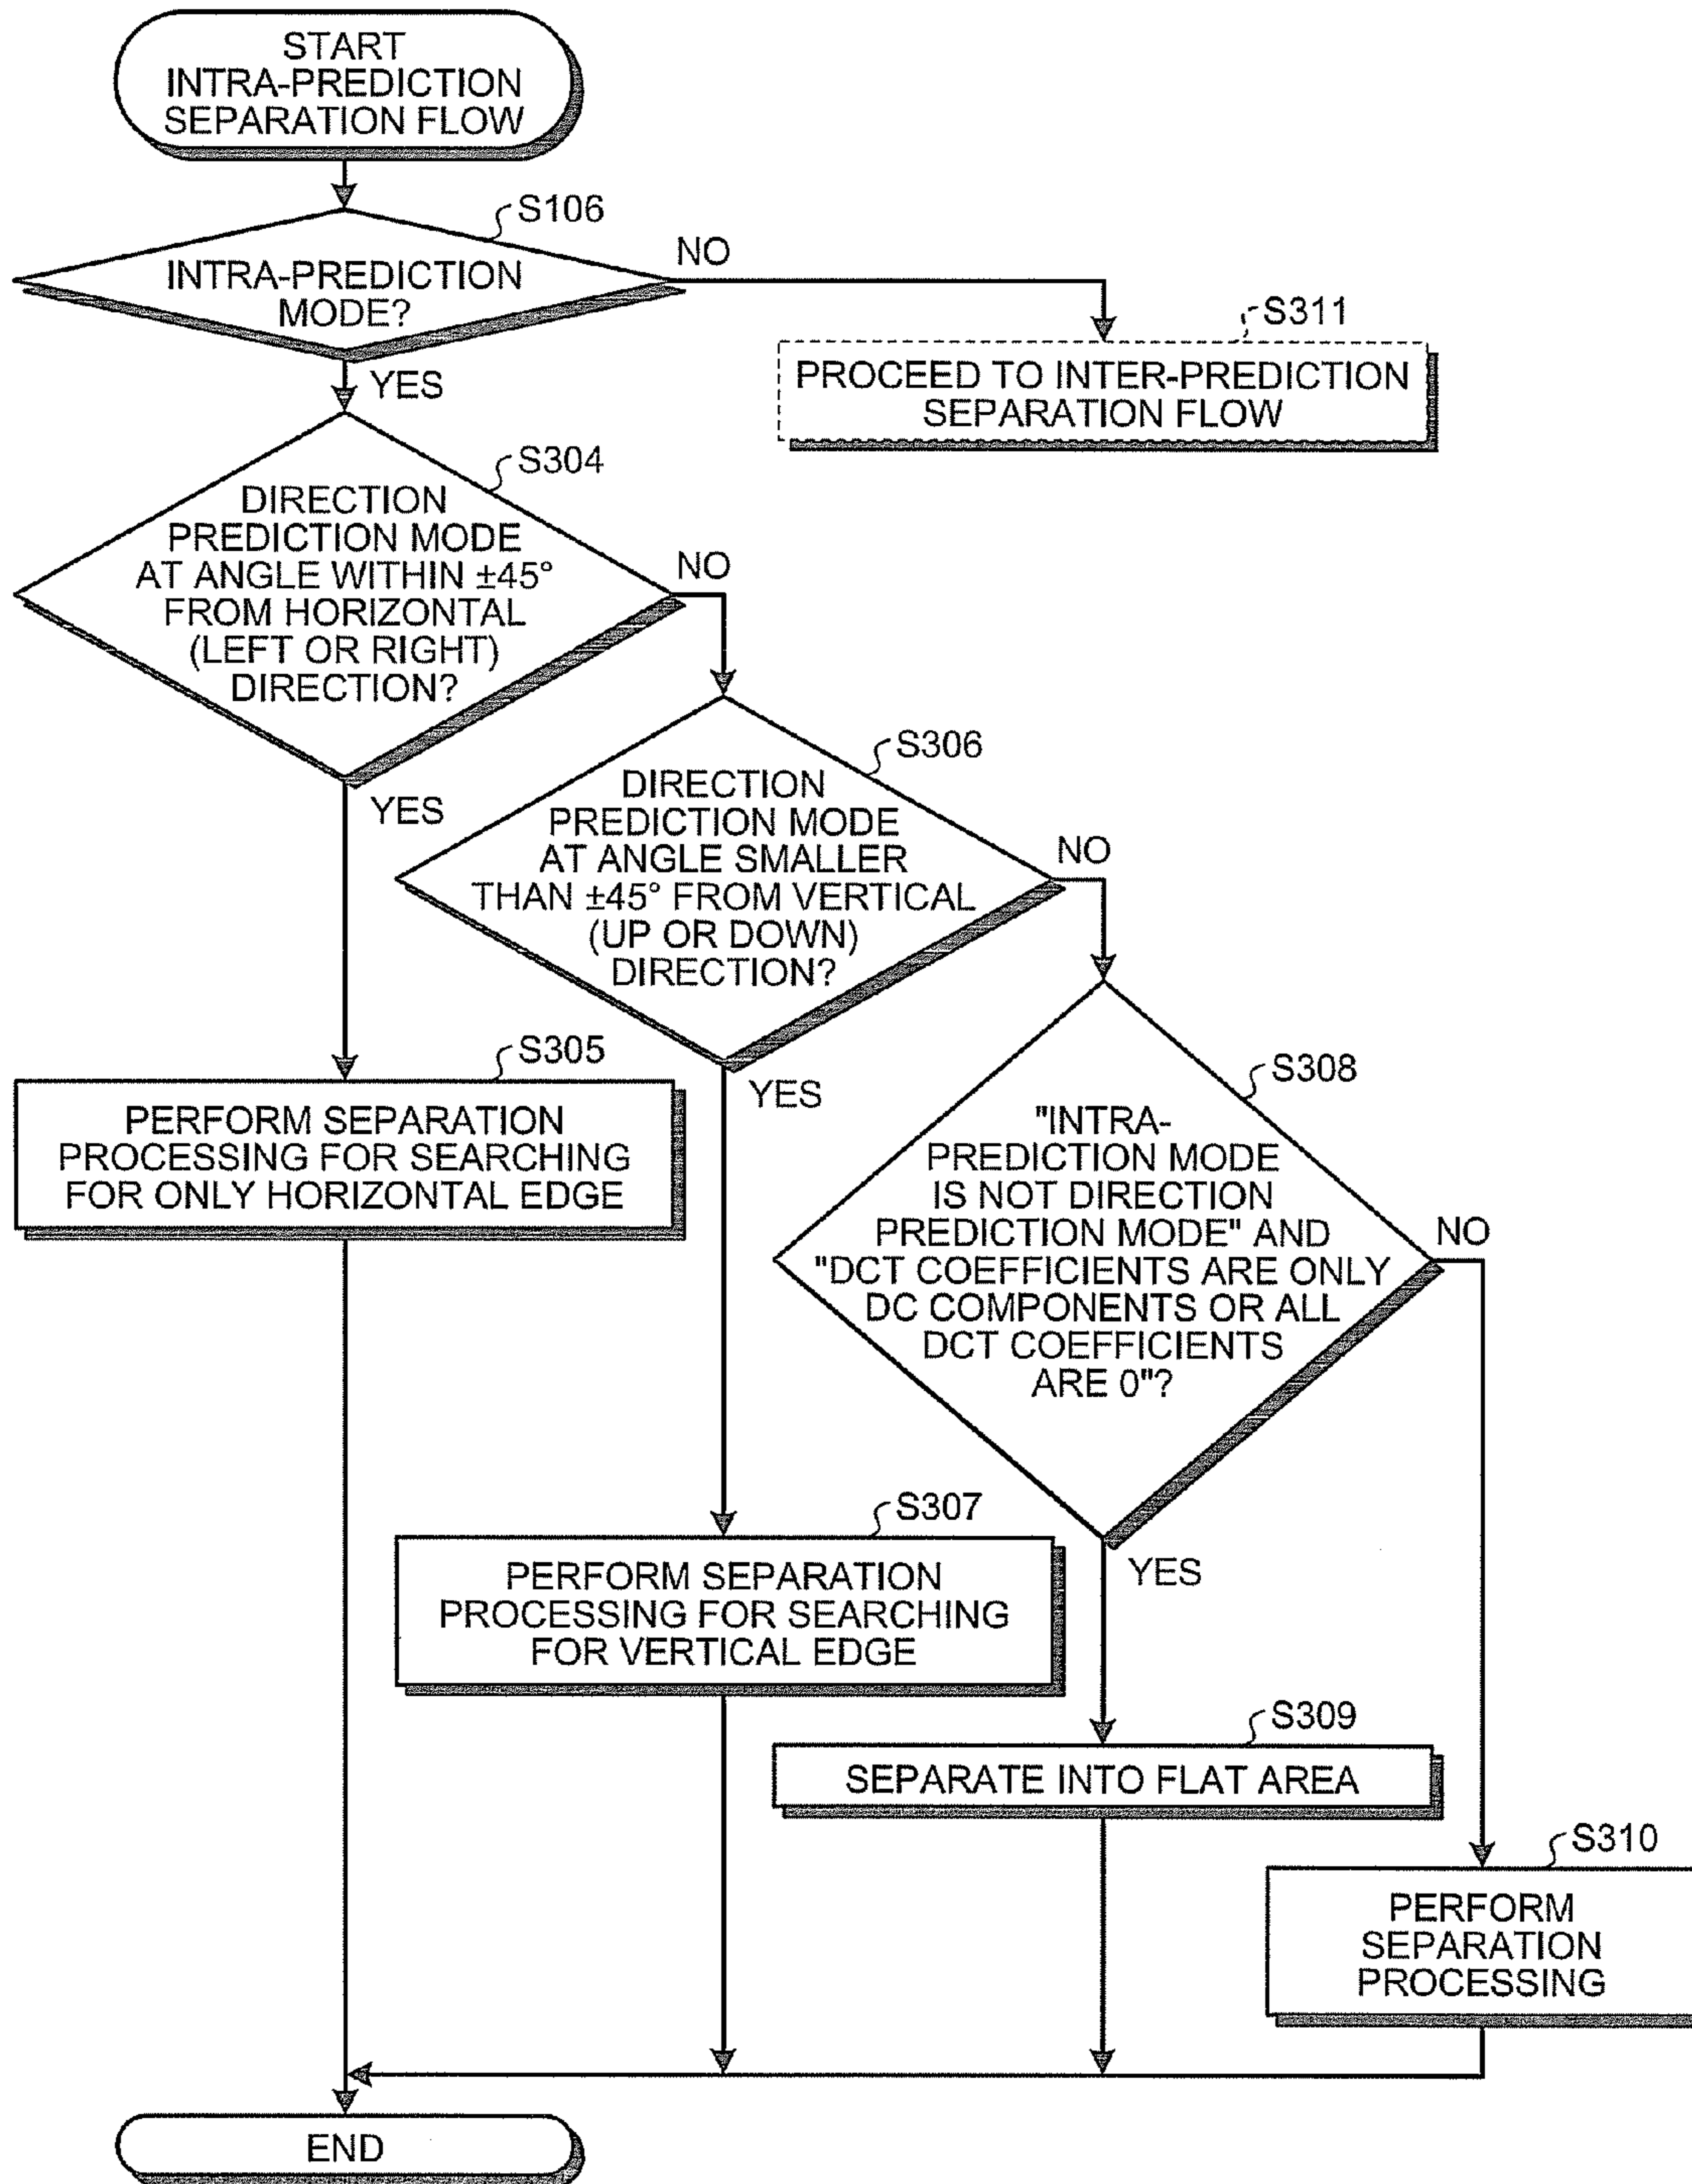 START
INTRA-PREDICTION
SEPARATION FLOW
S106
INTRA-PREDICTION
MODE?
NO
YES
S311
PROCEED TO INTER-PREDICTION
SEPARATION FLOW
S304
DIRECTION
PREDICTION MODE
AT ANGLE WITHIN ±45°
FROM HORIZONTAL
(LEFT OR RIGHT)
DIRECTION?
NO
YES
S306
DIRECTION
PREDICTION MODE
AT ANGLE SMALLER
THAN ±45° FROM VERTICAL
(UP OR DOWN)
DIRECTION?
NO
YES
S305
PERFORM SEPARATION
PROCESSING FOR SEARCHING
FOR ONLY HORIZONTAL EDGE
S308
"INTRA-
PREDICTION MODE
IS NOT DIRECTION
PREDICTION MODE" AND
"DCT COEFFICIENTS ARE ONLY
DC COMPONENTS OR ALL
DCT COEFFICIENTS
ARE 0"?
NO
YES
S307
PERFORM SEPARATION
PROCESSING FOR SEARCHING
FOR VERTICAL EDGE
S309
SEPARATE INTO FLAT AREA
S310
PERFORM
SEPARATION
PROCESSING
END